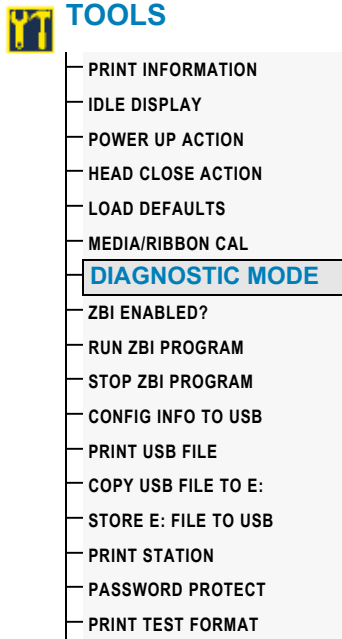 TOOLS
PRINT INFORMATION
IDLE DISPLAY
POWER UP ACTION
HEAD CLOSE ACTION
LOAD DEFAULTS
MEDIA/RIBBON CAL
DIAGNOSTIC MODE
ZBI ENABLED?
RUN ZBI PROGRAM
STOP ZBI PROGRAM
CONFIG INFO TO USB
PRINT USB FILE
COPY USB FILE TO E:
STORE E: FILE TO USB
PRINT STATION
PASSWORD PROTECT
PRINT TEST FORMAT